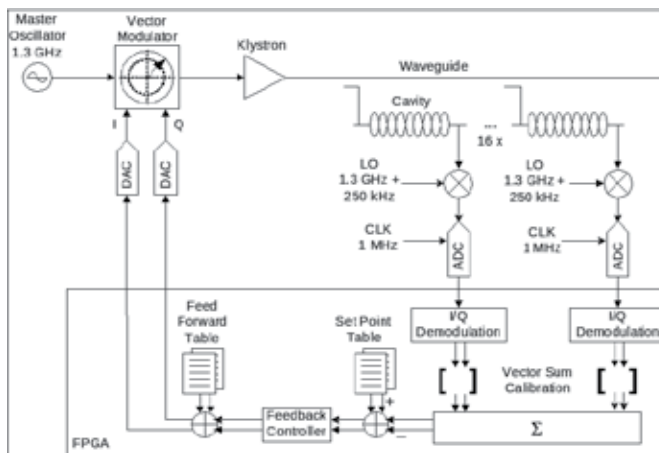 Master
Oscillator
1.3 GHz
Vector
Modulator
Klystron
Waveguide
Cavity
...
16 x
I
Q
DAC
DAC
LO
1.3 GHz +
250 kHz
LO
1.3 GHz +
250 kHz
CLK
1 MHz
ADC
CLK
1 MHz
ADC
Feed
Forward
Table
Set Point
Table
I/Q
Demodulation
I/Q
Demodulation
Vector Sum
Calibration
[ ]
[ ]
+
Feedback
Controller
−
Σ
FPGA